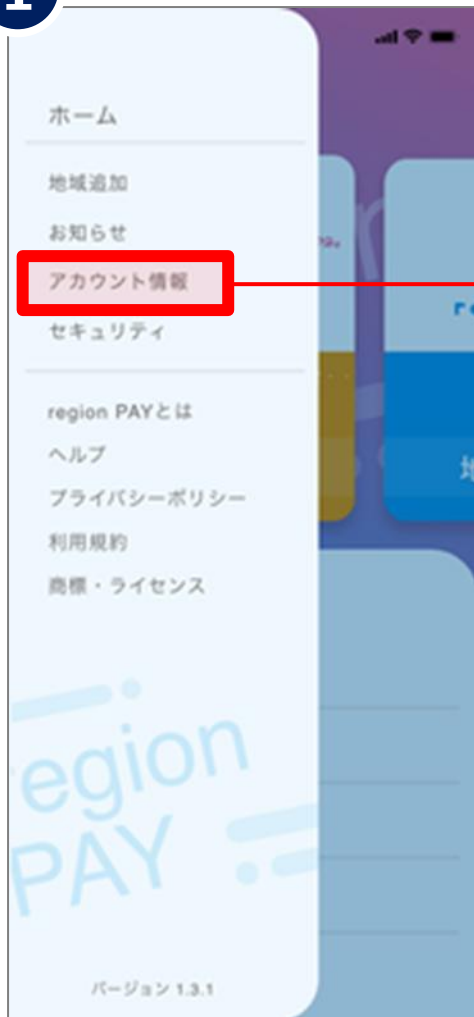 1
ホーム
地域追加
お知らせ
アカウント情報
セキュリティ
region PAYとは
ヘルプ
プライバシーポリシー
利用規約
商標・ライセンス
region
PAY
バージョン 1.3.1